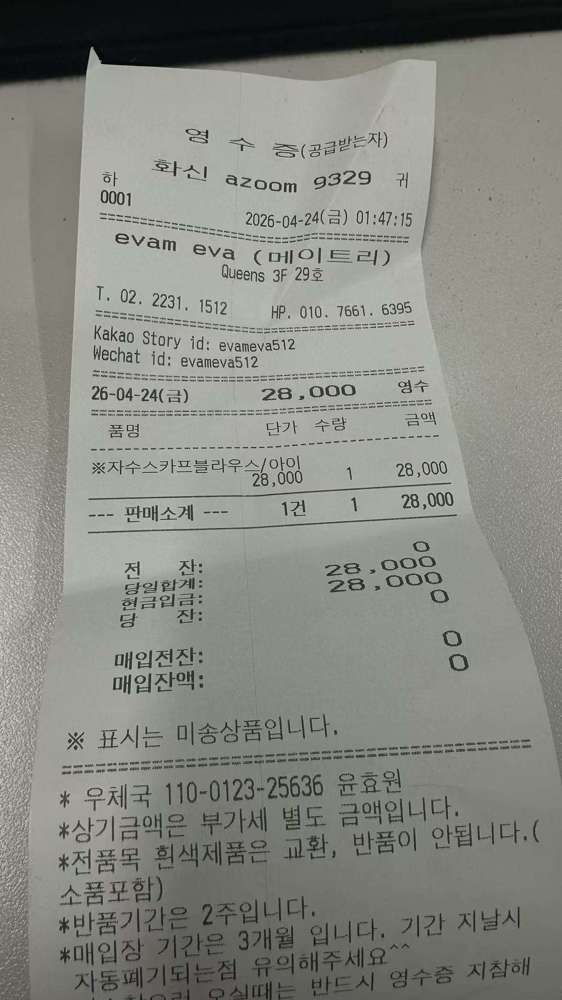 영 수 증(공급받는자)
하 화신 azoom 9329 귀
0001
2026-04-24(금) 01:47:15
evam eva (메이트리)
Queens 3F 29호
T. 02. 2231. 1512 HP. 010. 7661. 6395
Kakao Story id: evameva512
Wechat id: evameva512
26-04-24(금) 28,000 영수
품명 단가 수량 금액
※자수스카프블라우스/아이
28,000 1 28,000
--- 판매소계 --- 1건 1 28,000
전 잔: 0
당일합계: 28,000
현금입금: 28,000
당 잔: 0
매입전잔: 0
매입잔액: 0
※ 표시는 미송상품입니다.
* 우체국 110-0123-25636 윤효원
*상기금액은 부가세 별도 금액입니다.
*전품목 흰색제품은 교환, 반품이 안됩니다.(
소품포함)
*반품기간은 2주입니다.
*매입장 기간은 3개월 입니다. 기간 지날시
자동폐기되는점 유의해주세요^^
오실때는 반드시 영수증 지참해